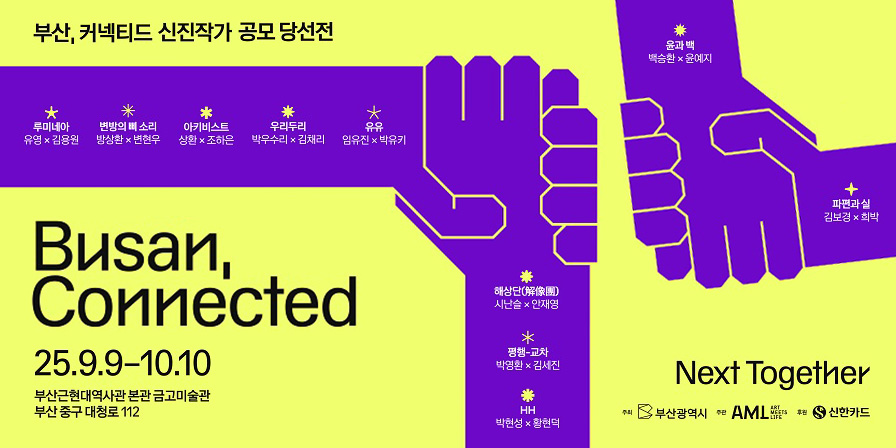 부산, 커넥티드 신진작가 공모 당선전
루미네아
유영 × 김용원
변방의 삐 소리
방상환 × 변현우
아키비스트
상환 × 조하은
우리두리
박우수리 × 김채리
유유
임유진 × 박유키
윤과 백
백승환 × 윤예지
파편과 실
김보경 × 희박
해상단(解像團)
시난슬 × 안재영
평행-교차
박영환 × 김세진
HH
박현성 × 황현덕
Busan,
Connected
25.9.9–10.10
부산근현대역사관 본관 금고미술관
부산 중구 대청로 112
Next Together
주최 부산광역시 주관 AML ART MEETS LIFE 후원 신한카드